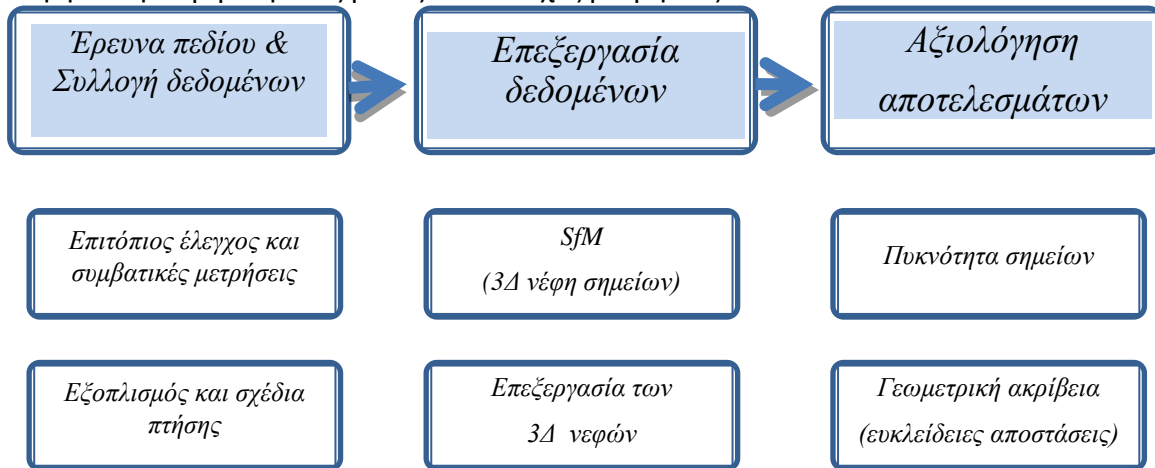 Έρευνα πεδίου &
Συλλογή δεδομένων
Επεξεργασία
δεδομένων
Αξιολόγηση
αποτελεσμάτων
Επιτόπιος έλεγχος και
συμβατικές μετρήσεις
SfM
(3Δ νέφη σημείων)
Πυκνότητα σημείων
Εξοπλισμός και σχέδια
πτήσης
Επεξεργασία των
3Δ νεφών
Γεωμετρική ακρίβεια
(ευκλείδειες αποστάσεις)